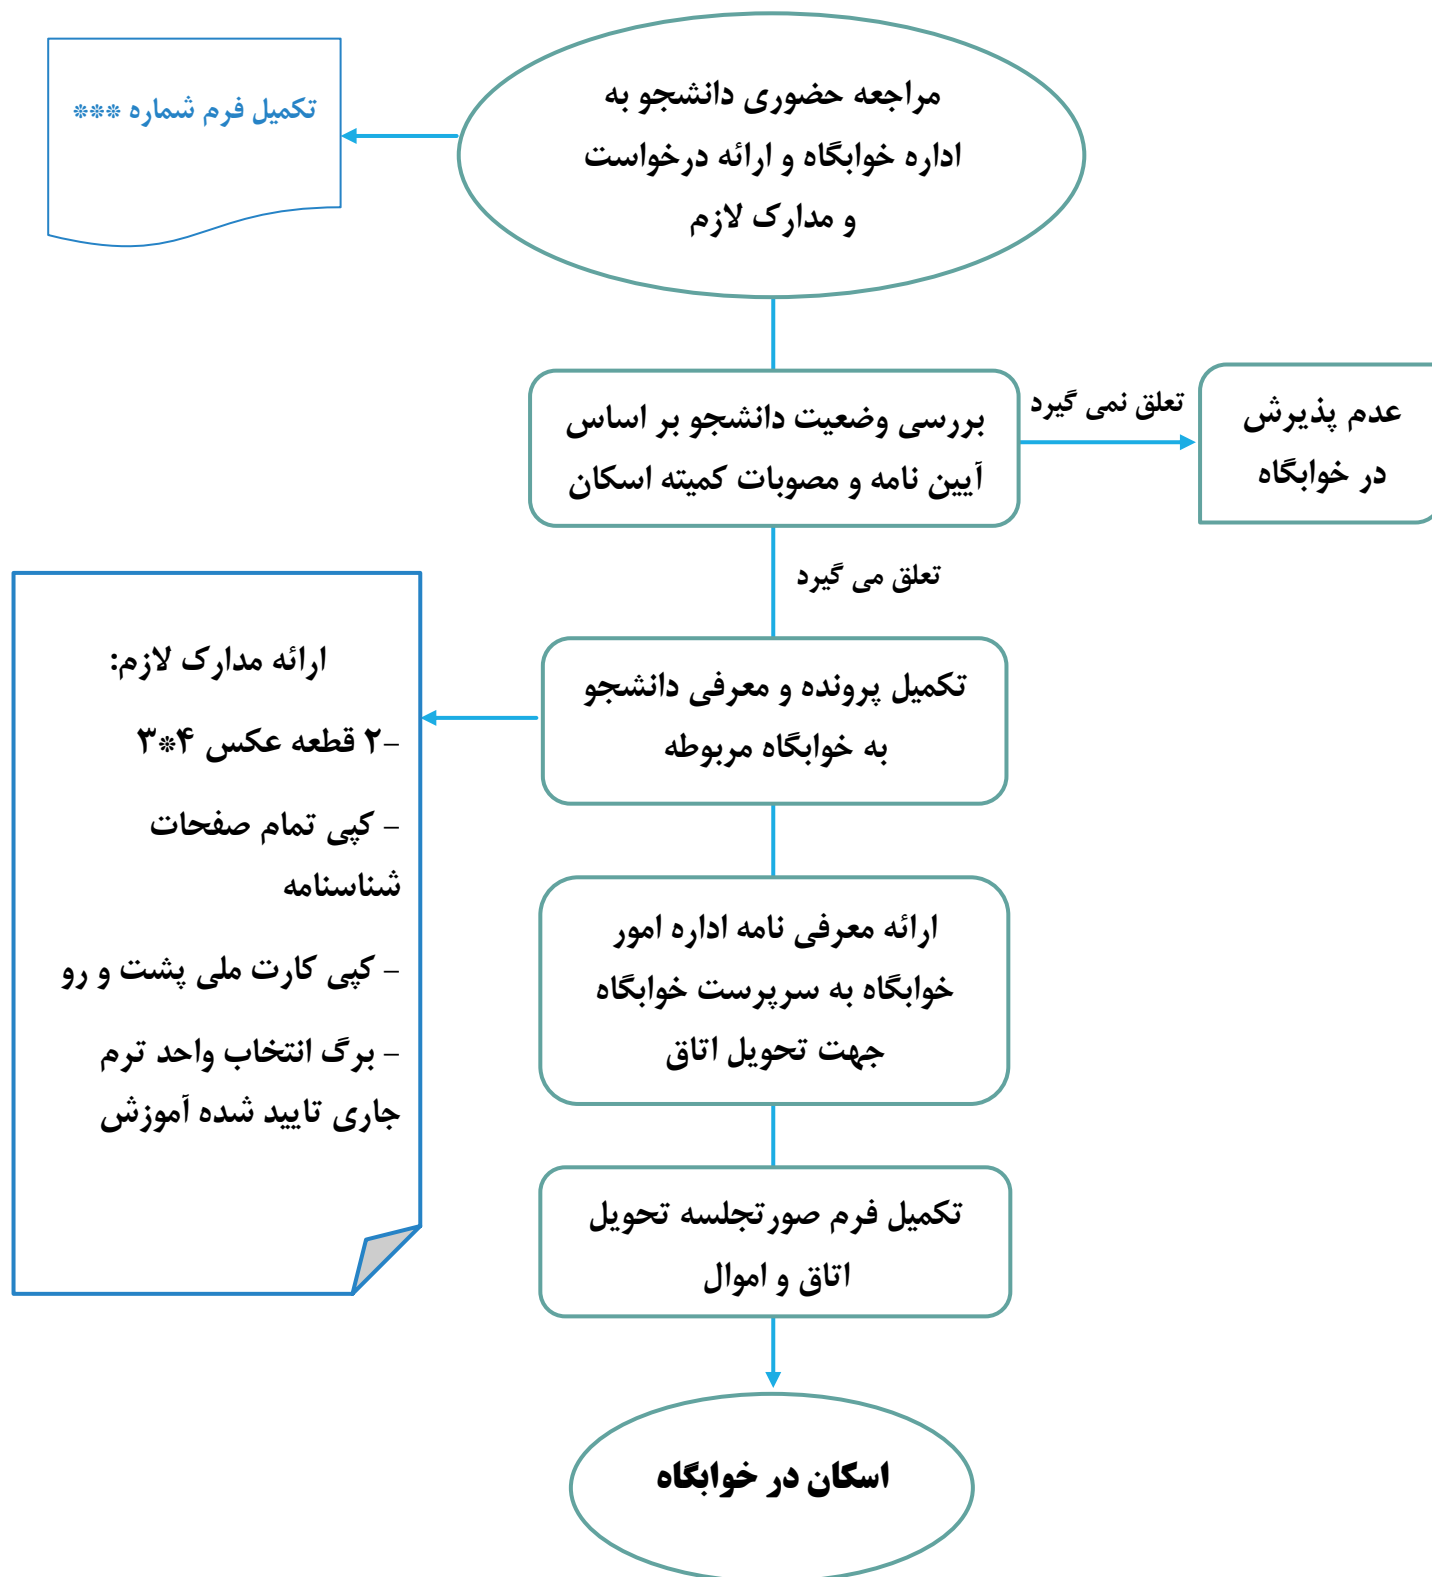 تکمیل فرم شماره ***
مراجعه حضوری دانشجو به
اداره خوابگاه و ارائه درخواست
و مدارک لازم
بررسی وضعیت دانشجو بر اساس
آیین نامه و مصوبات کمیته اسکان
تعلق نمی گیرد
عدم پذیرش
در خوابگاه
تعلق می گیرد
تکمیل پرونده و معرفی دانشجو
به خوابگاه مربوطه
ارائه مدارک لازم:
-۲ قطعه عکس ۴*۳
- کپی تمام صفحات
شناسنامه
- کپی کارت ملی پشت و رو
- برگ انتخاب واحد ترم
جاری تایید شده آموزش
ارائه معرفی نامه اداره امور
خوابگاه به سرپرست خوابگاه
جهت تحویل اتاق
تکمیل فرم صورتجلسه تحویل
اتاق و اموال
اسکان در خوابگاه